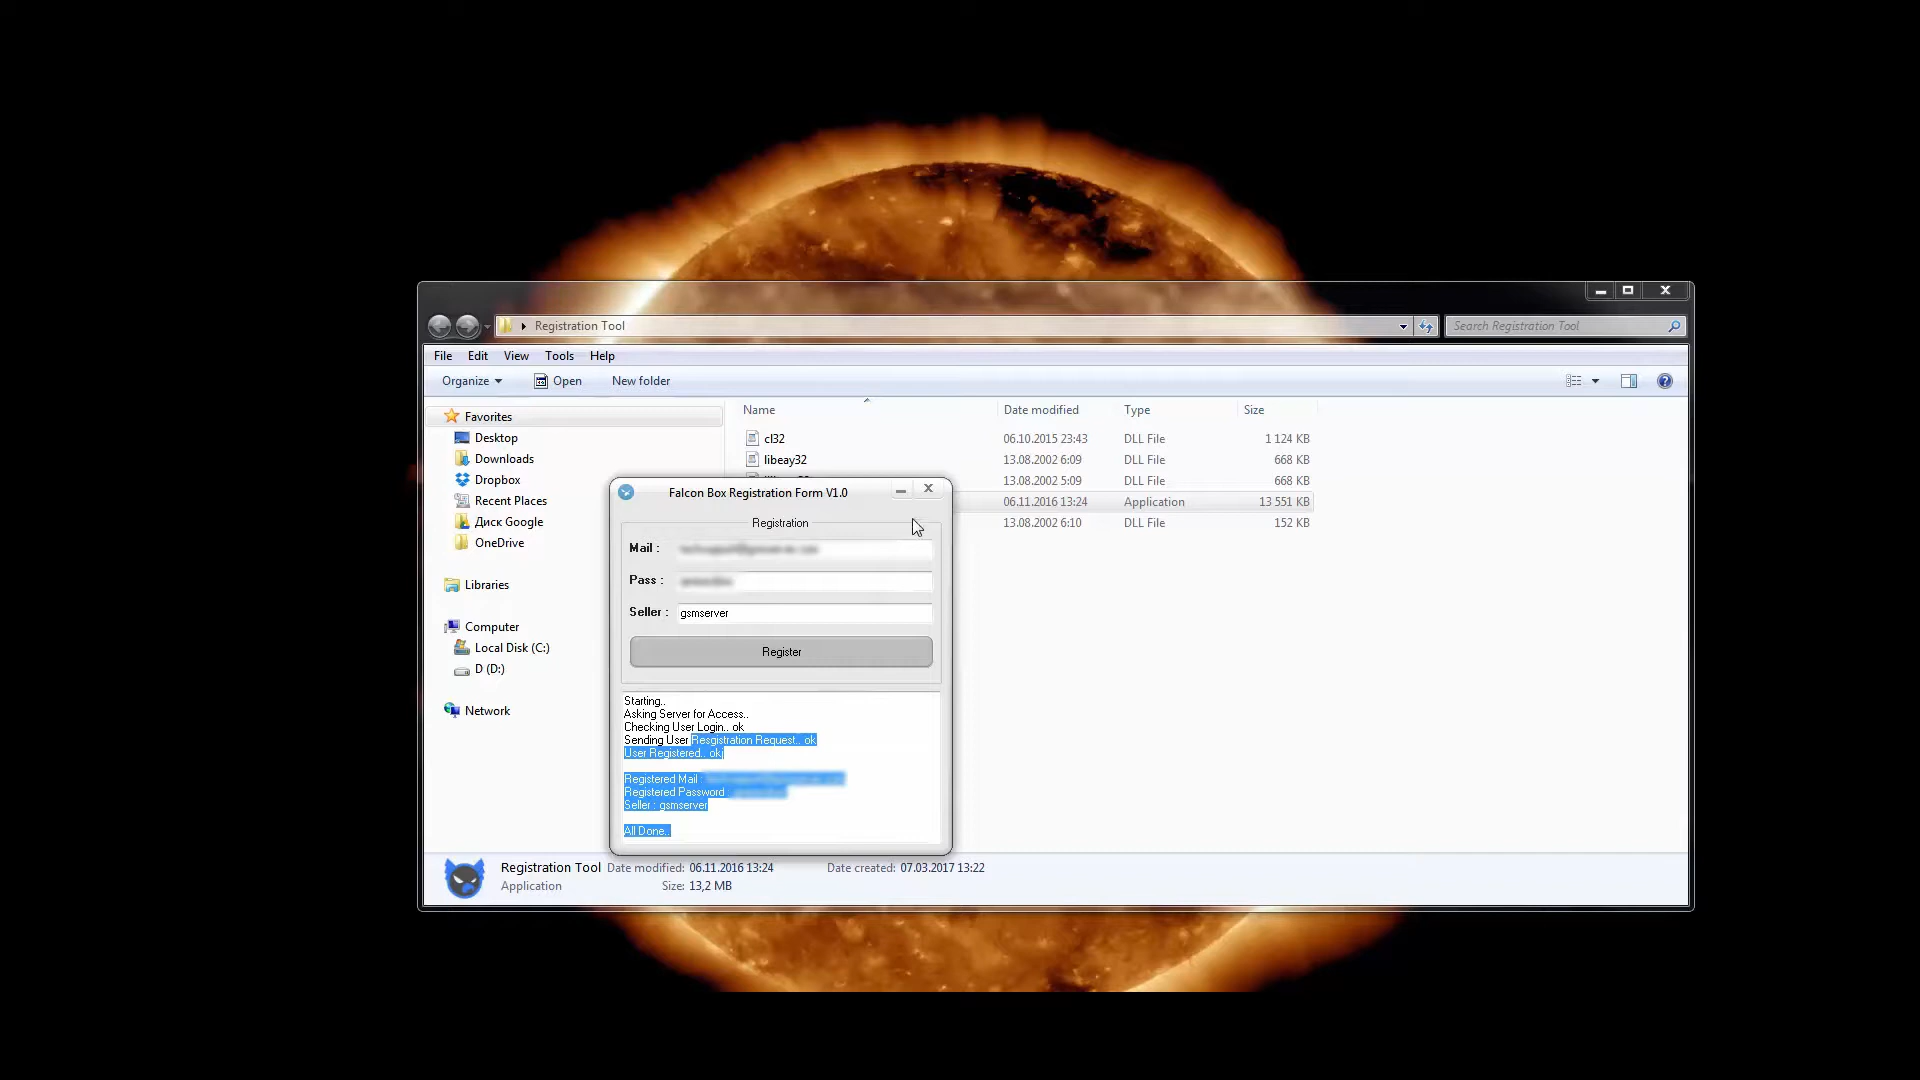 Registration Tool
Search Registration Tool
File Edit View Tools Help
Organize Open New folder
Favorites
Desktop
Downloads
Dropbox
Recent Places
Диск Google
OneDrive
Libraries
Computer
Local Disk (C:)
D (D:)
Network
Name Date modified Type Size
cl32 06.10.2015 23:43 DLL File 1 124 KB
libeay32 13.08.2002 6:09 DLL File 668 KB
13.08.2002 5:09 DLL File 668 KB
06.11.2016 13:24 Application 13 551 KB
13.08.2002 6:10 DLL File 152 KB
Falcon Box Registration Form V1.0
Registration
Mail :
Pass :
Seller : gsmserver
Register
Starting..
Asking Server for Access..
Checking User Login.. ok
Sending User Resgistration Request.. ok
User Registered.. ok
Registered Mail :
Registered Password
Seller : gsmserver
All Done..
Registration Tool Date modified: 06.11.2016 13:24 Date created: 07.03.2017 13:22
Application Size: 13,2 MB